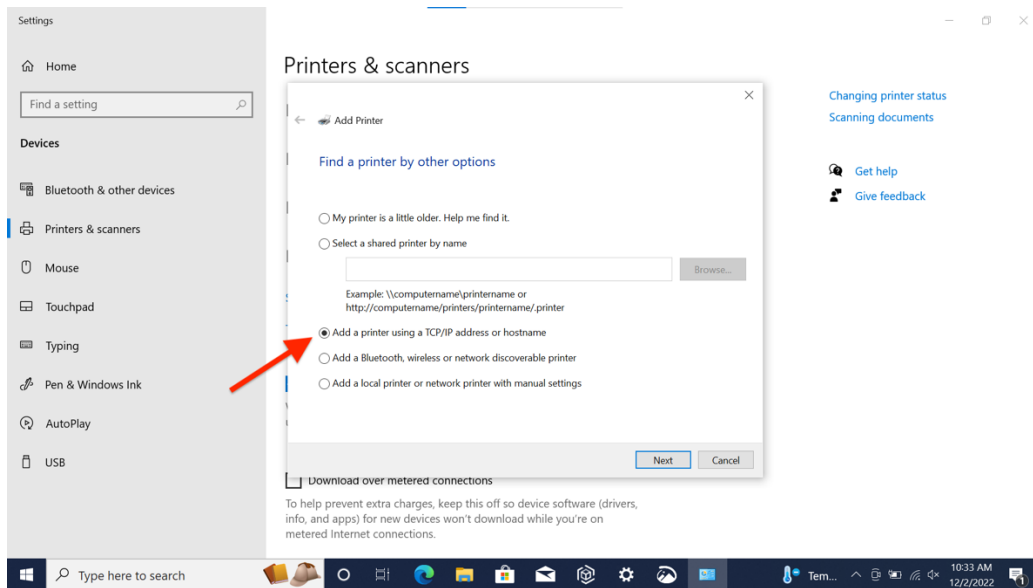 Settings
Home
Find a setting
Devices
Bluetooth & other devices
Printers & scanners
Mouse
Touchpad
Typing
Pen & Windows Ink
AutoPlay
USB
Printers & scanners
Add Printer
Find a printer by other options
My printer is a little older. Help me find it.
Select a shared printer by name
Browse...
Example: \\computername\printername or
http://computername/printers/printername/.printer
Add a printer using a TCP/IP address or hostname
Add a Bluetooth, wireless or network discoverable printer
Add a local printer or network printer with manual settings
Next
Cancel
Download over metered connections
To help prevent extra charges, keep this off so device software (drivers,
info, and apps) for new devices won't download while you're on
metered Internet connections.
Changing printer status
Scanning documents
Get help
Give feedback
Type here to search
Tem...
10:33 AM
12/2/2022